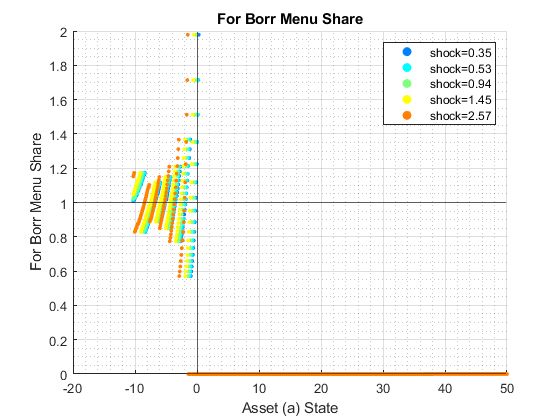 For Borr Menu Share
shock=0.35
shock=0.53
shock=0.94
shock=1.45
shock=2.57
For Borr Menu Share
2
1.8
1.6
1.4
1.2
1
0.8
0.6
0.4
0.2
0
-20
-10
0
10
20
30
40
50
Asset (a) State